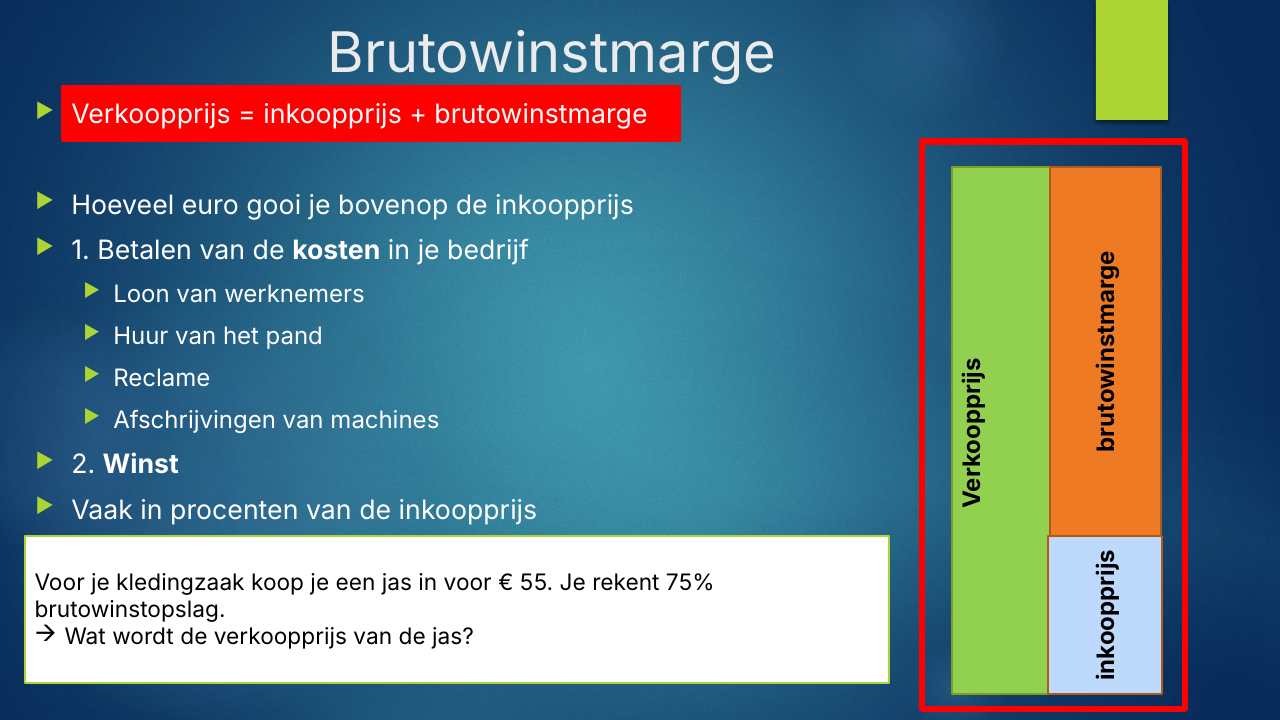 Brutowinstmarge
Verkoopprijs = inkoopprijs + brutowinstmarge
Hoeveel euro gooi je bovenop de inkoopprijs
1. Betalen van de kosten in je bedrijf
Loon van werknemers
Huur van het pand
Reclame
Afschrijvingen van machines
2. Winst
Vaak in procenten van de inkoopprijs
Voor je kledingzaak koop je een jas in voor € 55. Je rekent 75%
brutowinstopslag.
→ Wat wordt de verkoopprijs van de jas?
Verkoopprijs
brutowinstmarge
inkoopprijs